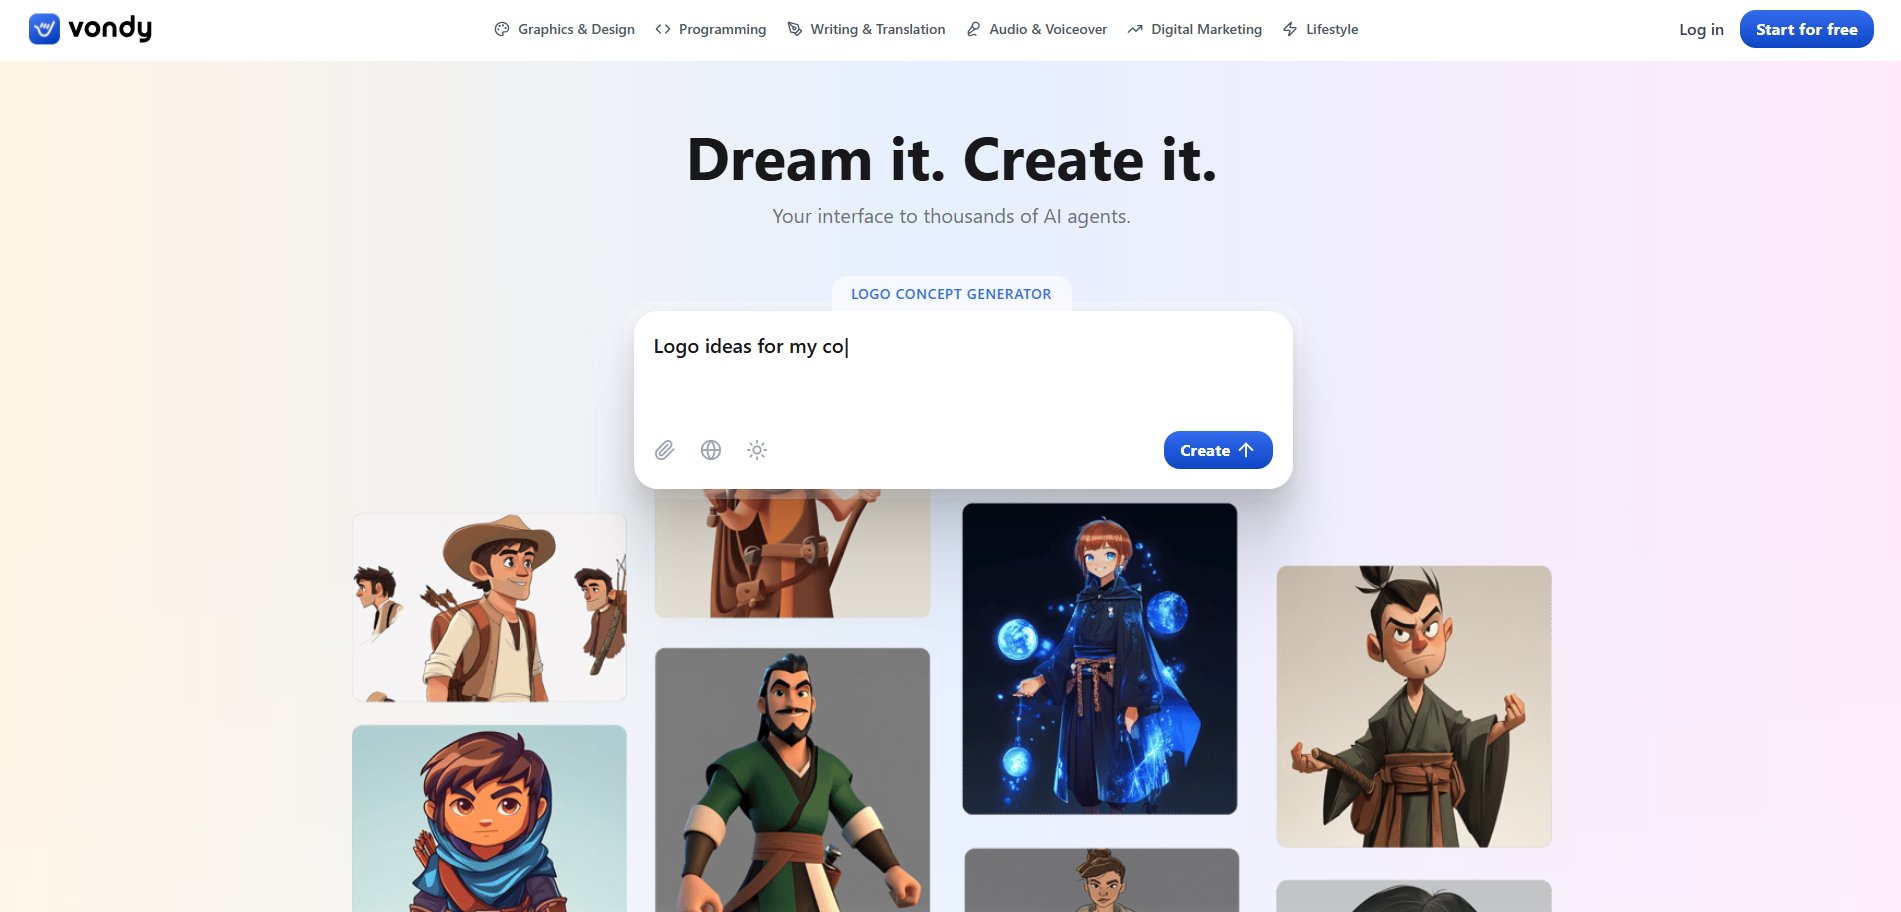 vondy
Graphics & Design
Programming
Writing & Translation
Audio & Voiceover
Digital Marketing
Lifestyle
Log in
Start for free
Dream it. Create it.
Your interface to thousands of AI agents.
LOGO CONCEPT GENERATOR
Logo ideas for my co
Create